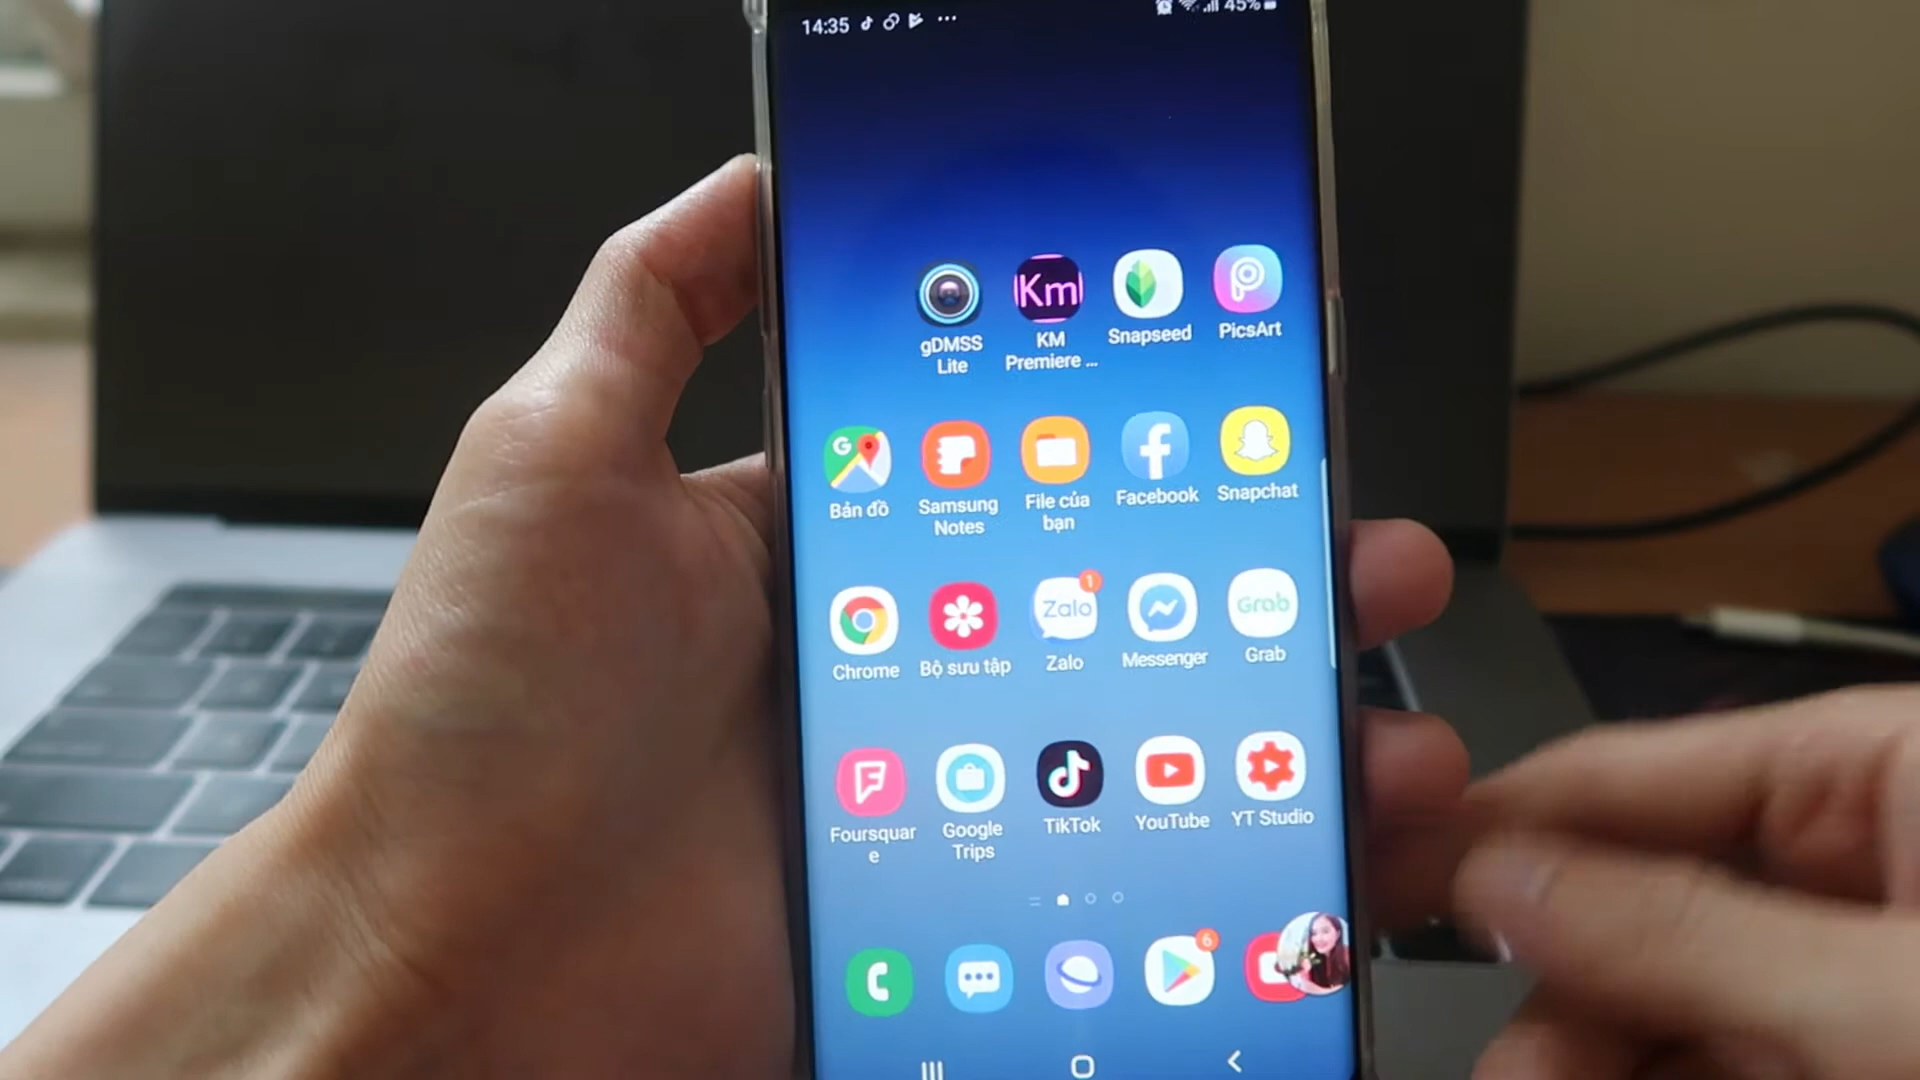 14:35
45%
Km
gDMSS
Lite
KM
Premiere ...
Snapseed
PicsArt
G
Bản đồ
Samsung
Notes
File của
bạn
Facebook
Snapchat
Chrome
Bộ sưu tập
Zalo
1
Zalo
Messenger
Grab
Grab
Foursquar
e
Google
Trips
TikTok
YouTube
YT Studio
6